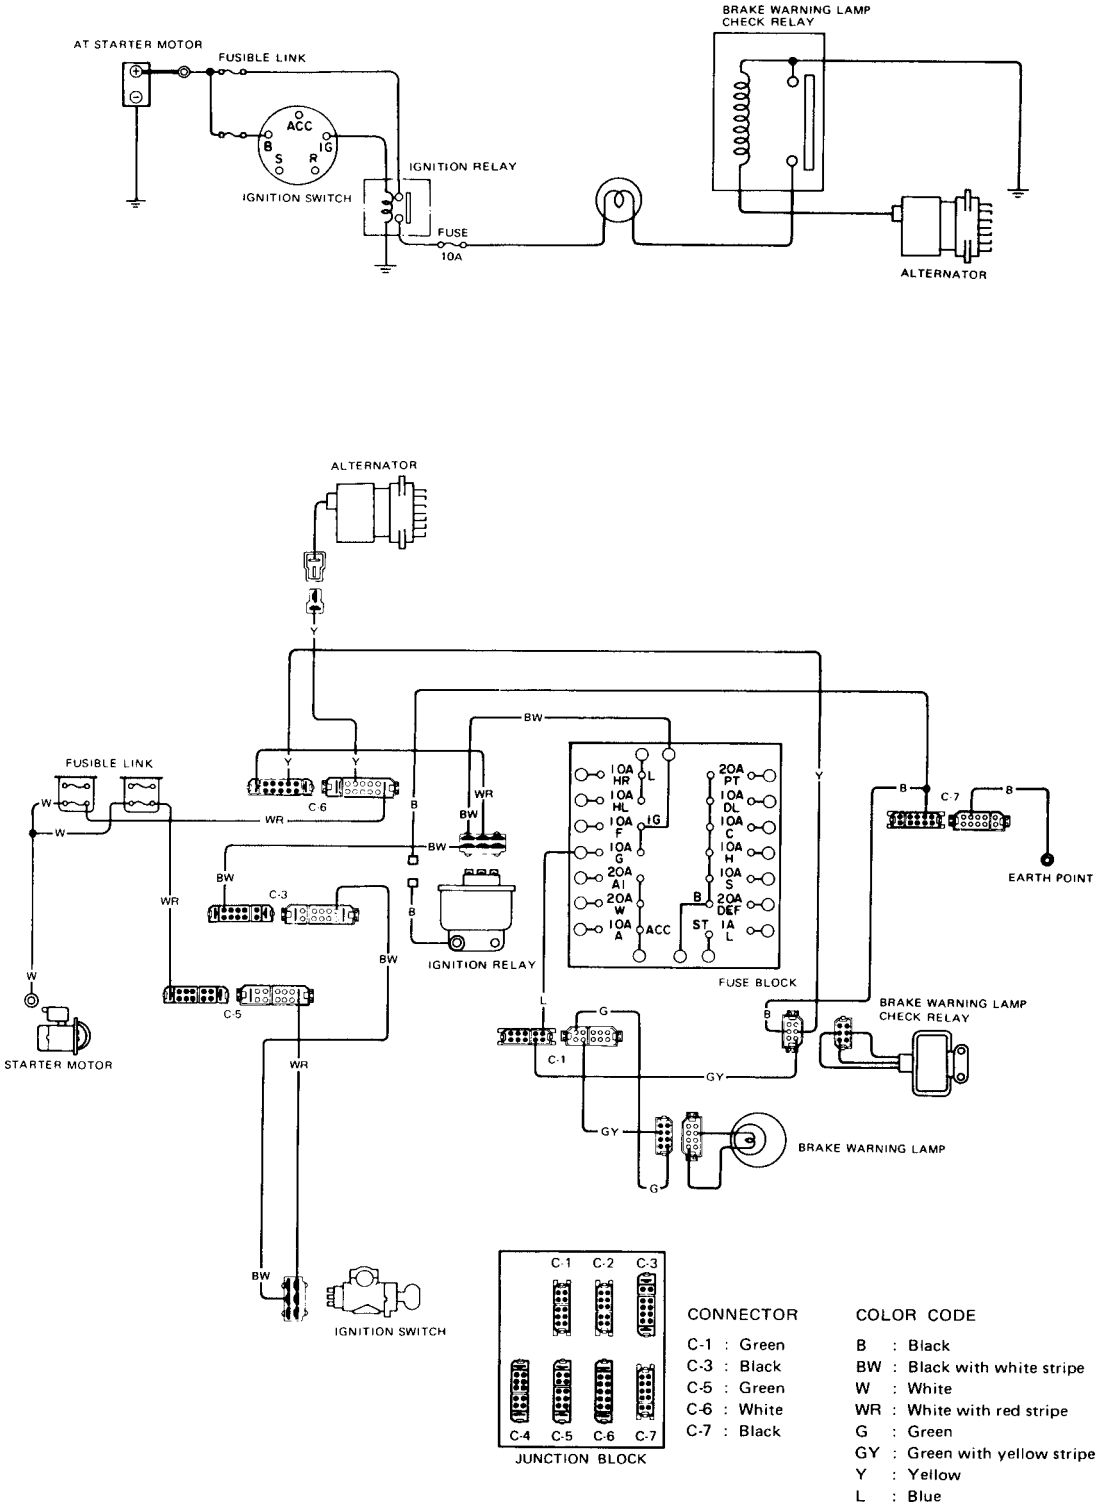 BRAKE WARNING LAMP
CHECK RELAY
AT STARTER MOTOR
FUSIBLE LINK
+
−
ACC
B
IG
S
R
IGNITION SWITCH
IGNITION RELAY
FUSE
10A
ALTERNATOR
ALTERNATOR
Y
BW
FUSIBLE LINK
W
W
Y
Y
C-6
WR
WR
BW
B
BW
10A
HR
L
10A
HL
10A
F
IG
10A
G
20A
AI
20A
W
10A
A
ACC
20A
PT
10A
DL
10A
C
10A
H
10A
S
B
20A
DEF
ST
1A
L
Y
B
C-7
B
EARTH POINT
BW
C-3
WR
B
BW
IGNITION RELAY
FUSE BLOCK
W
C-5
STARTER MOTOR
WR
L
G
C-1
B
BRAKE WARNING LAMP
CHECK RELAY
GY
GY
G
BRAKE WARNING LAMP
BW
IGNITION SWITCH
C-1 C-2 C-3
C-4 C-5 C-6 C-7
JUNCTION BLOCK
CONNECTOR
C-1 : Green
C-3 : Black
C-5 : Green
C-6 : White
C-7 : Black
COLOR CODE
B : Black
BW : Black with white stripe
W : White
WR : White with red stripe
G : Green
GY : Green with yellow stripe
Y : Yellow
L : Blue